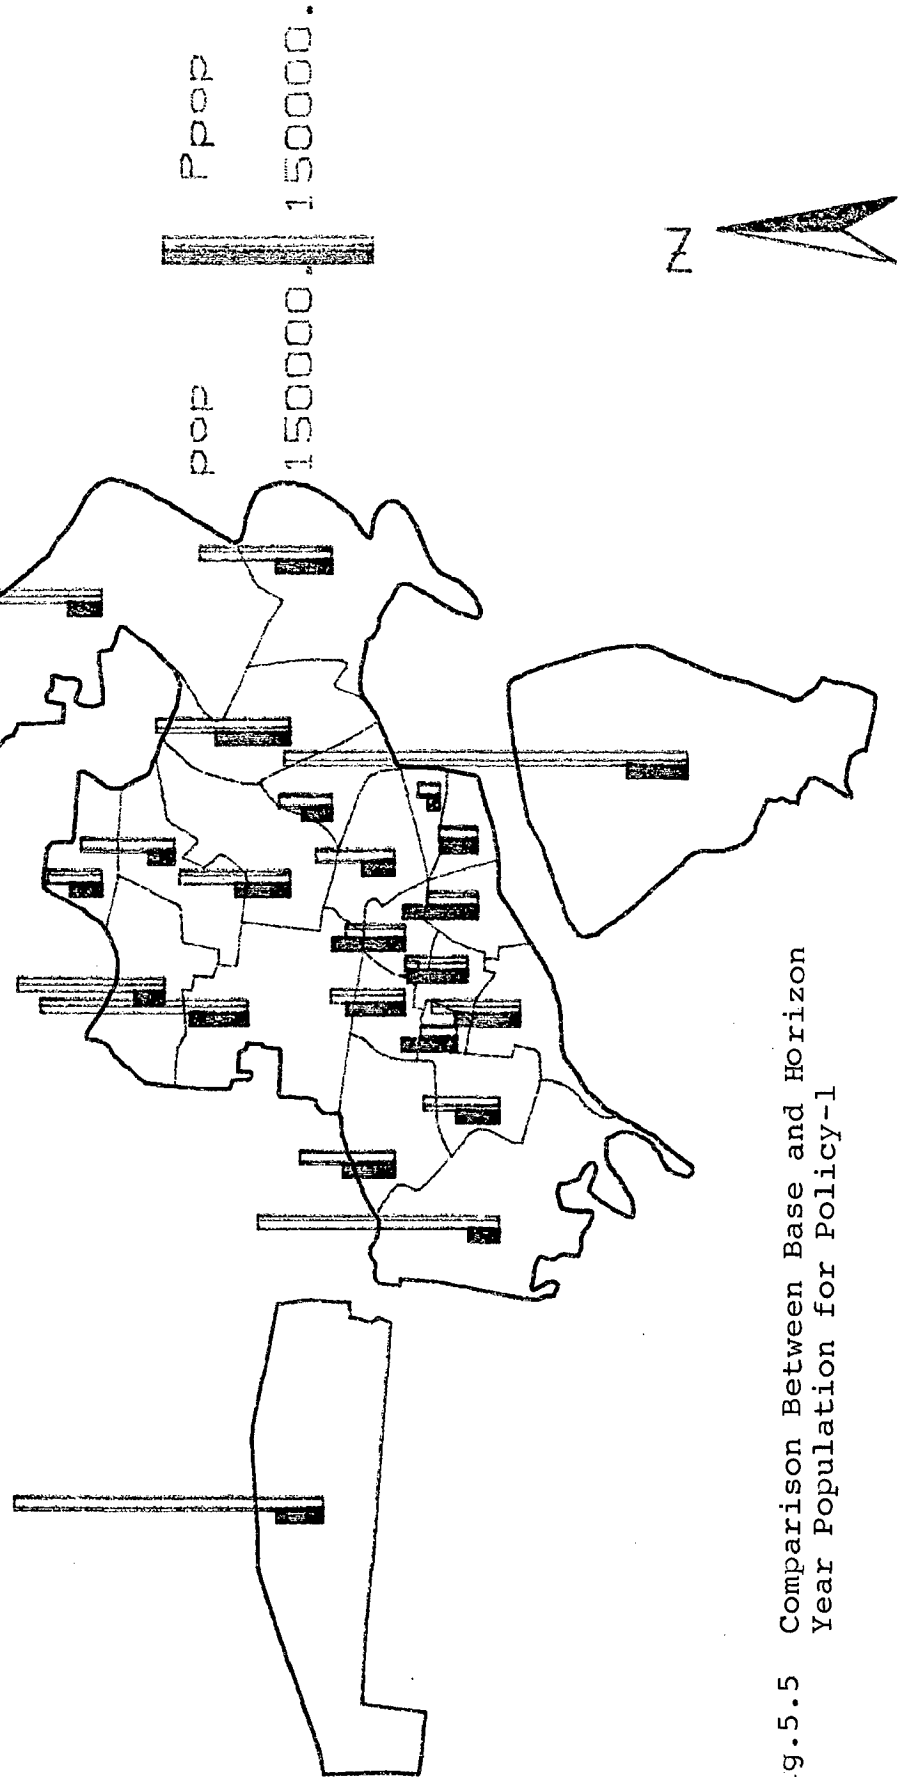 pop Ppop
150000. 150000.
N
g.5.5 Comparison Between Base and Horizon
Year Population for Policy-1